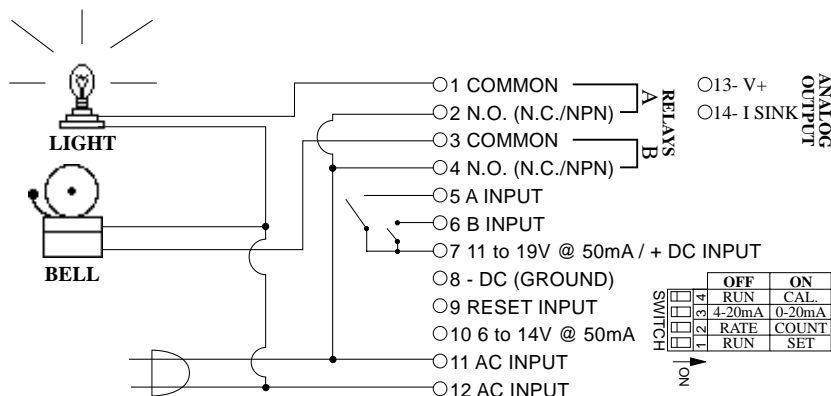 LIGHT
BELL
1 COMMON
2 N.O. (N.C./NPN)
3 COMMON
4 N.O. (N.C./NPN)
5 A INPUT
6 B INPUT
7 11 to 19V @ 50mA / + DC INPUT
8 - DC (GROUND)
9 RESET INPUT
10 6 to 14V @ 50mA
11 AC INPUT
12 AC INPUT
A
B
RELAYS
13- V+
14- I SINK
ANALOG
OUTPUT
OFF ON
4 RUN CAL.
3 4-20mA 0-20mA
2 RATE COUNT
1 RUN SET
SWITCH
ON